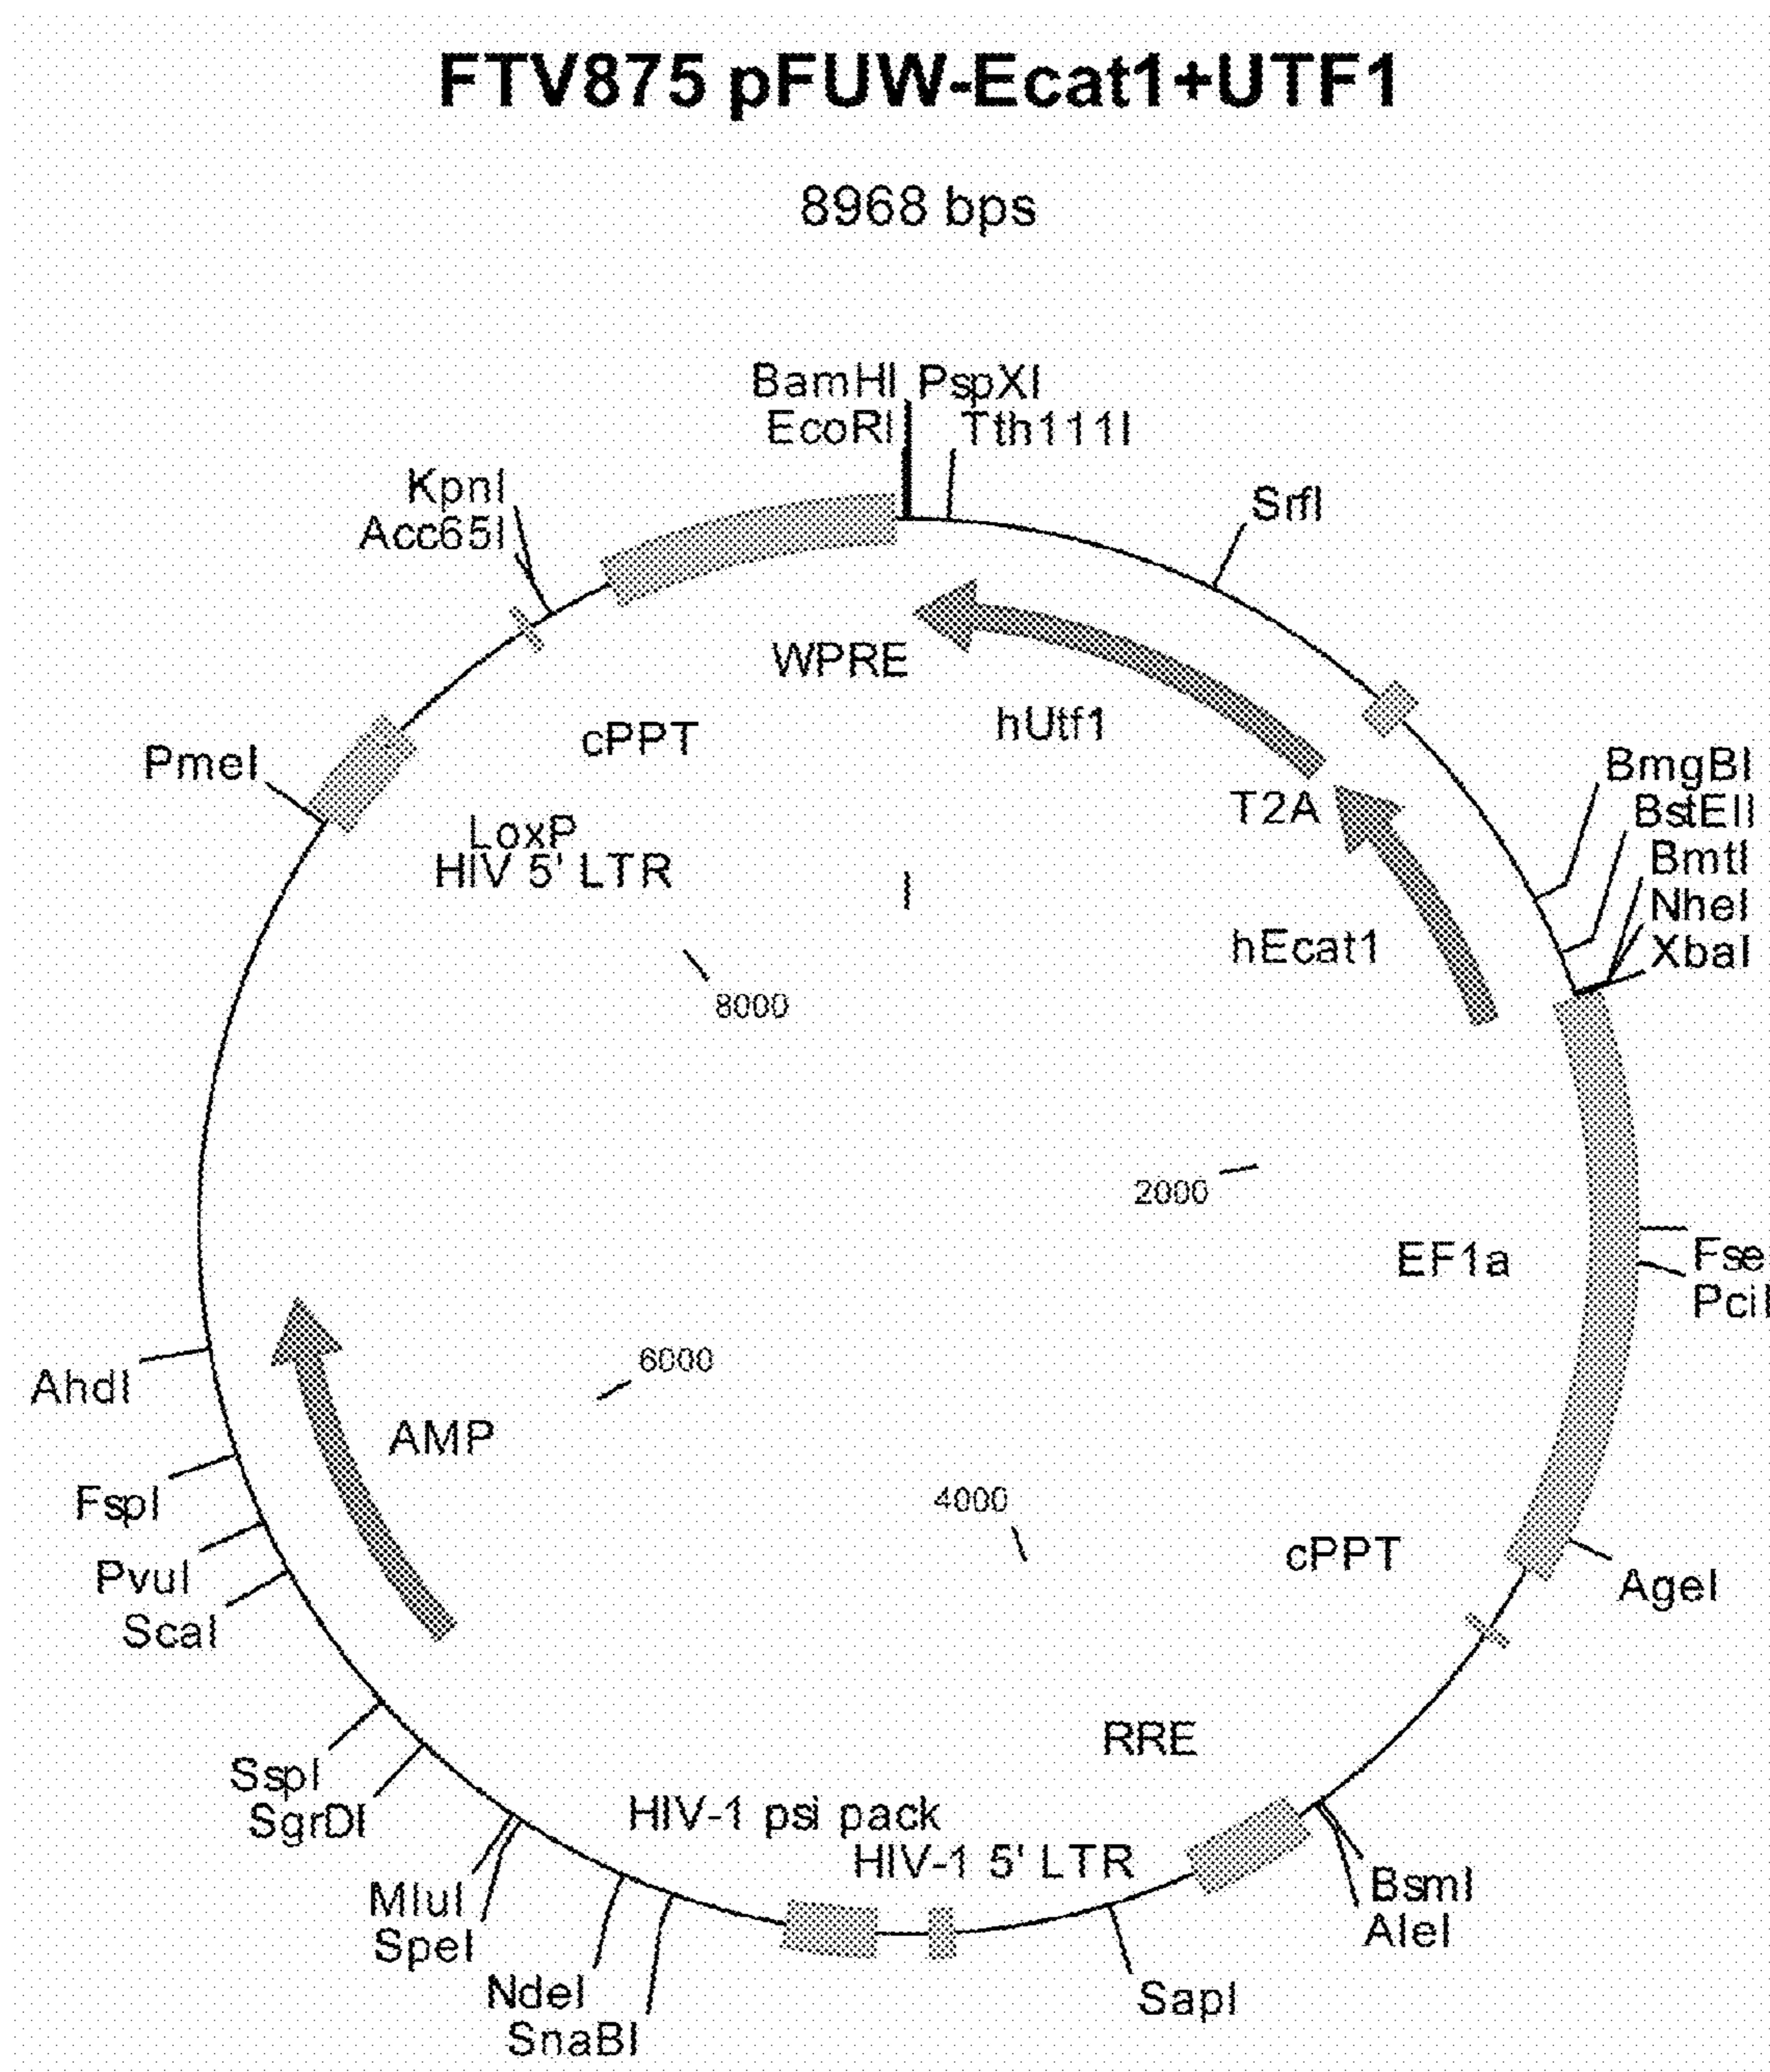 FTV875 pFUW-Ecat1+UTF1
8968 bps
BamHI PspXI
EcoRI Tth111I
KpnI
Acc65I
SrfI
WPRE
hUtf1
cPPT
PmeI
T2A
BmgBI
BstEII
BmtI
NheI
XbaI
LoxP
HIV 5' LTR
hEcat1
8000
2000
EF1a
Fse
PciI
6000
AhdI
AMP
4000
FspI
PvuI
ScaI
cPPT
AgeI
RRE
SspI
SgrDI
HIV-1 psi pack
HIV-1 5' LTR
MluI
SpeI
BsmI
AleI
NdeI
SnaBI
SapI